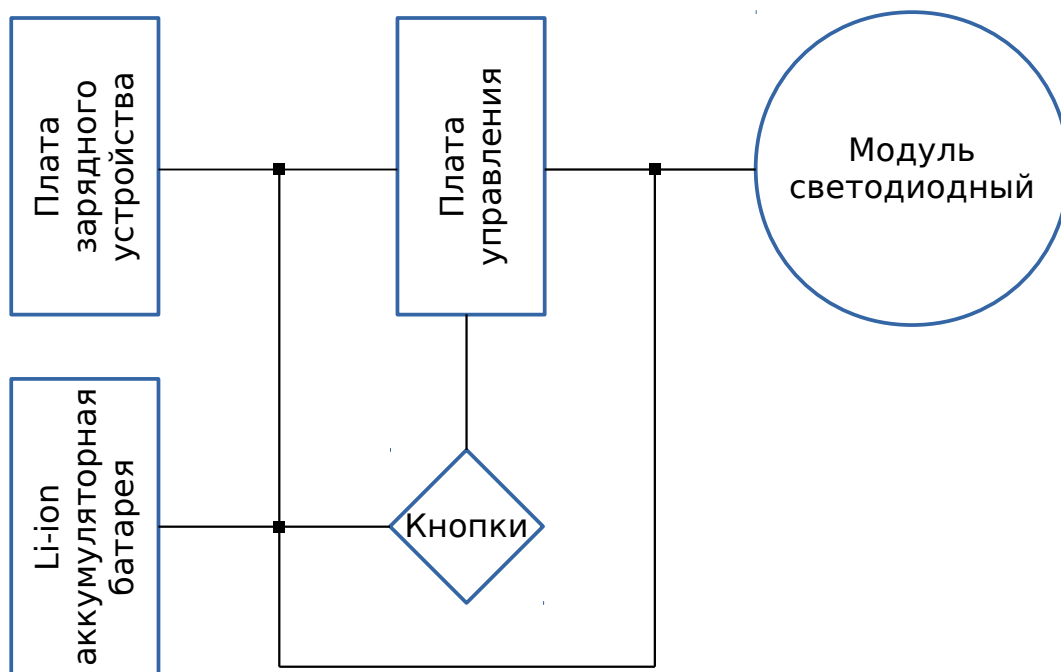 Плата
зарядного
устройства
Плата
управления
Модуль
светодиодный
Li-ion
аккумуляторная
батарея
Кнопки